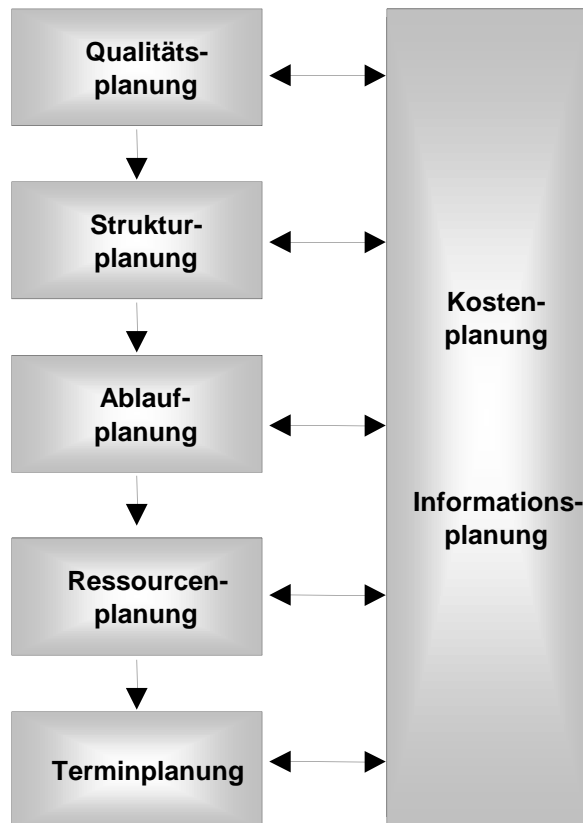 Qualitäts-
planung
Struktur-
planung
Ablauf-
planung
Ressourcen-
planung
Terminplanung
Kosten-
planung
Informations-
planung